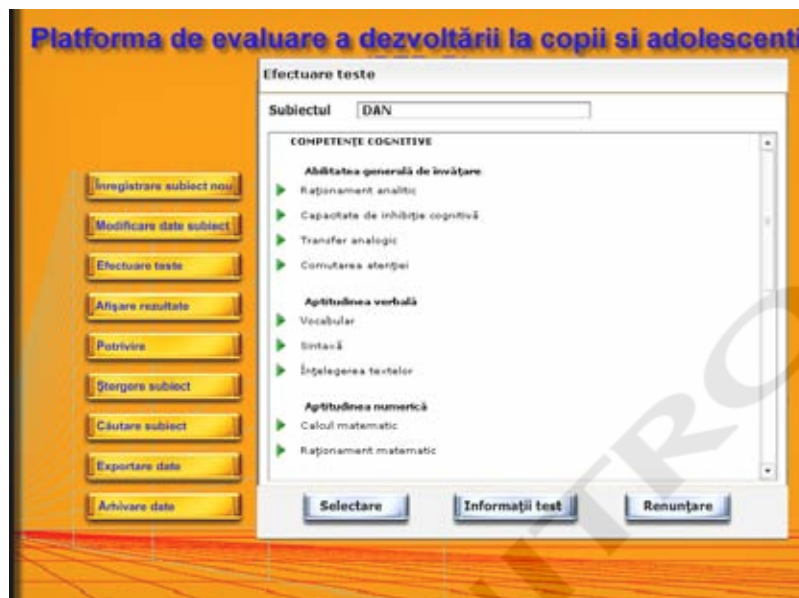 Platforma de evaluare a dezvoltării la copii si adolescenti
Efectuare teste
Subiectul DAN
COMPETENȚE COGNITIVE
Abilitatea generală de învățare
Raționament analitic
Capacitate de inhibiție cognitivă
Transfer analogic
Comutarea atenției
Aptitudinea verbală
Vocabular
Sintaxă
Înțelegerea textelor
Aptitudinea numerică
Calcul matematic
Raționament matematic
Înregistrare subiect nou
Modificare date subiect
Efectuare teste
Afișare rezultate
Potrivire
Ștergere subiect
Căutare subiect
Exportare date
Arhivare date
Selectare Informații test Renunțare